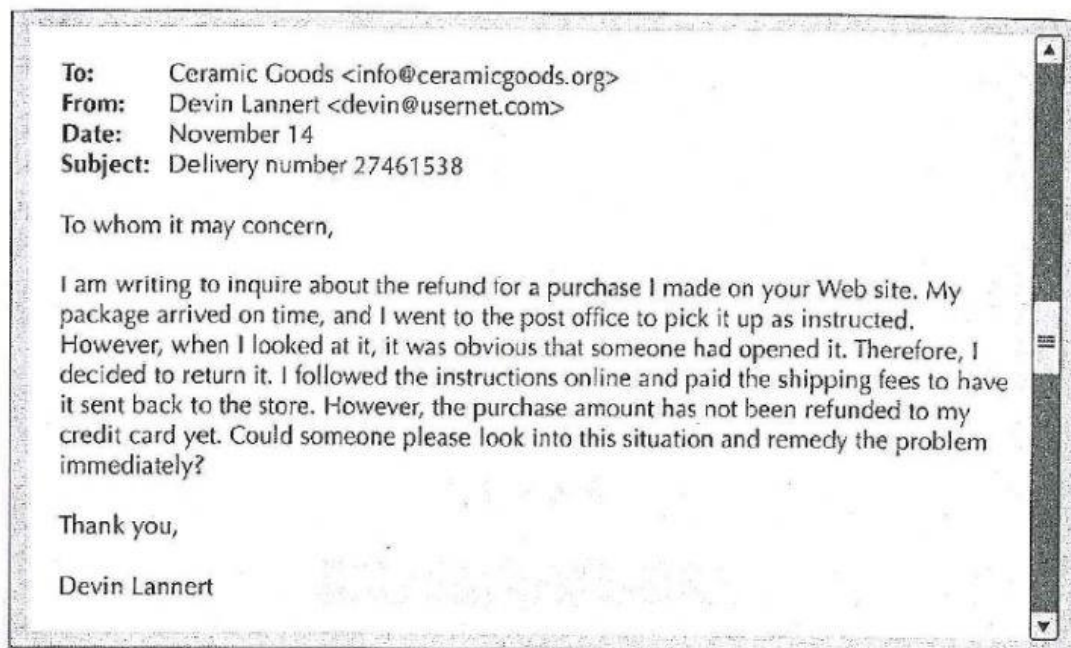 To: Ceramic Goods <info@ceramicgoods.org>
From: Devin Lannert <devin@usernet.com>
Date: November 14
Subject: Delivery number 27461538
To whom it may concern,
I am writing to inquire about the refund for a purchase I made on your Web site. My
package arrived on time, and I went to the post office to pick it up as instructed.
However, when I looked at it, it was obvious that someone had opened it. Therefore, I
decided to return it. I followed the instructions online and paid the shipping fees to have
it sent back to the store. However, the purchase amount has not been refunded to my
credit card yet. Could someone please look into this situation and remedy the problem
immediately?
Thank you,
Devin Lannert